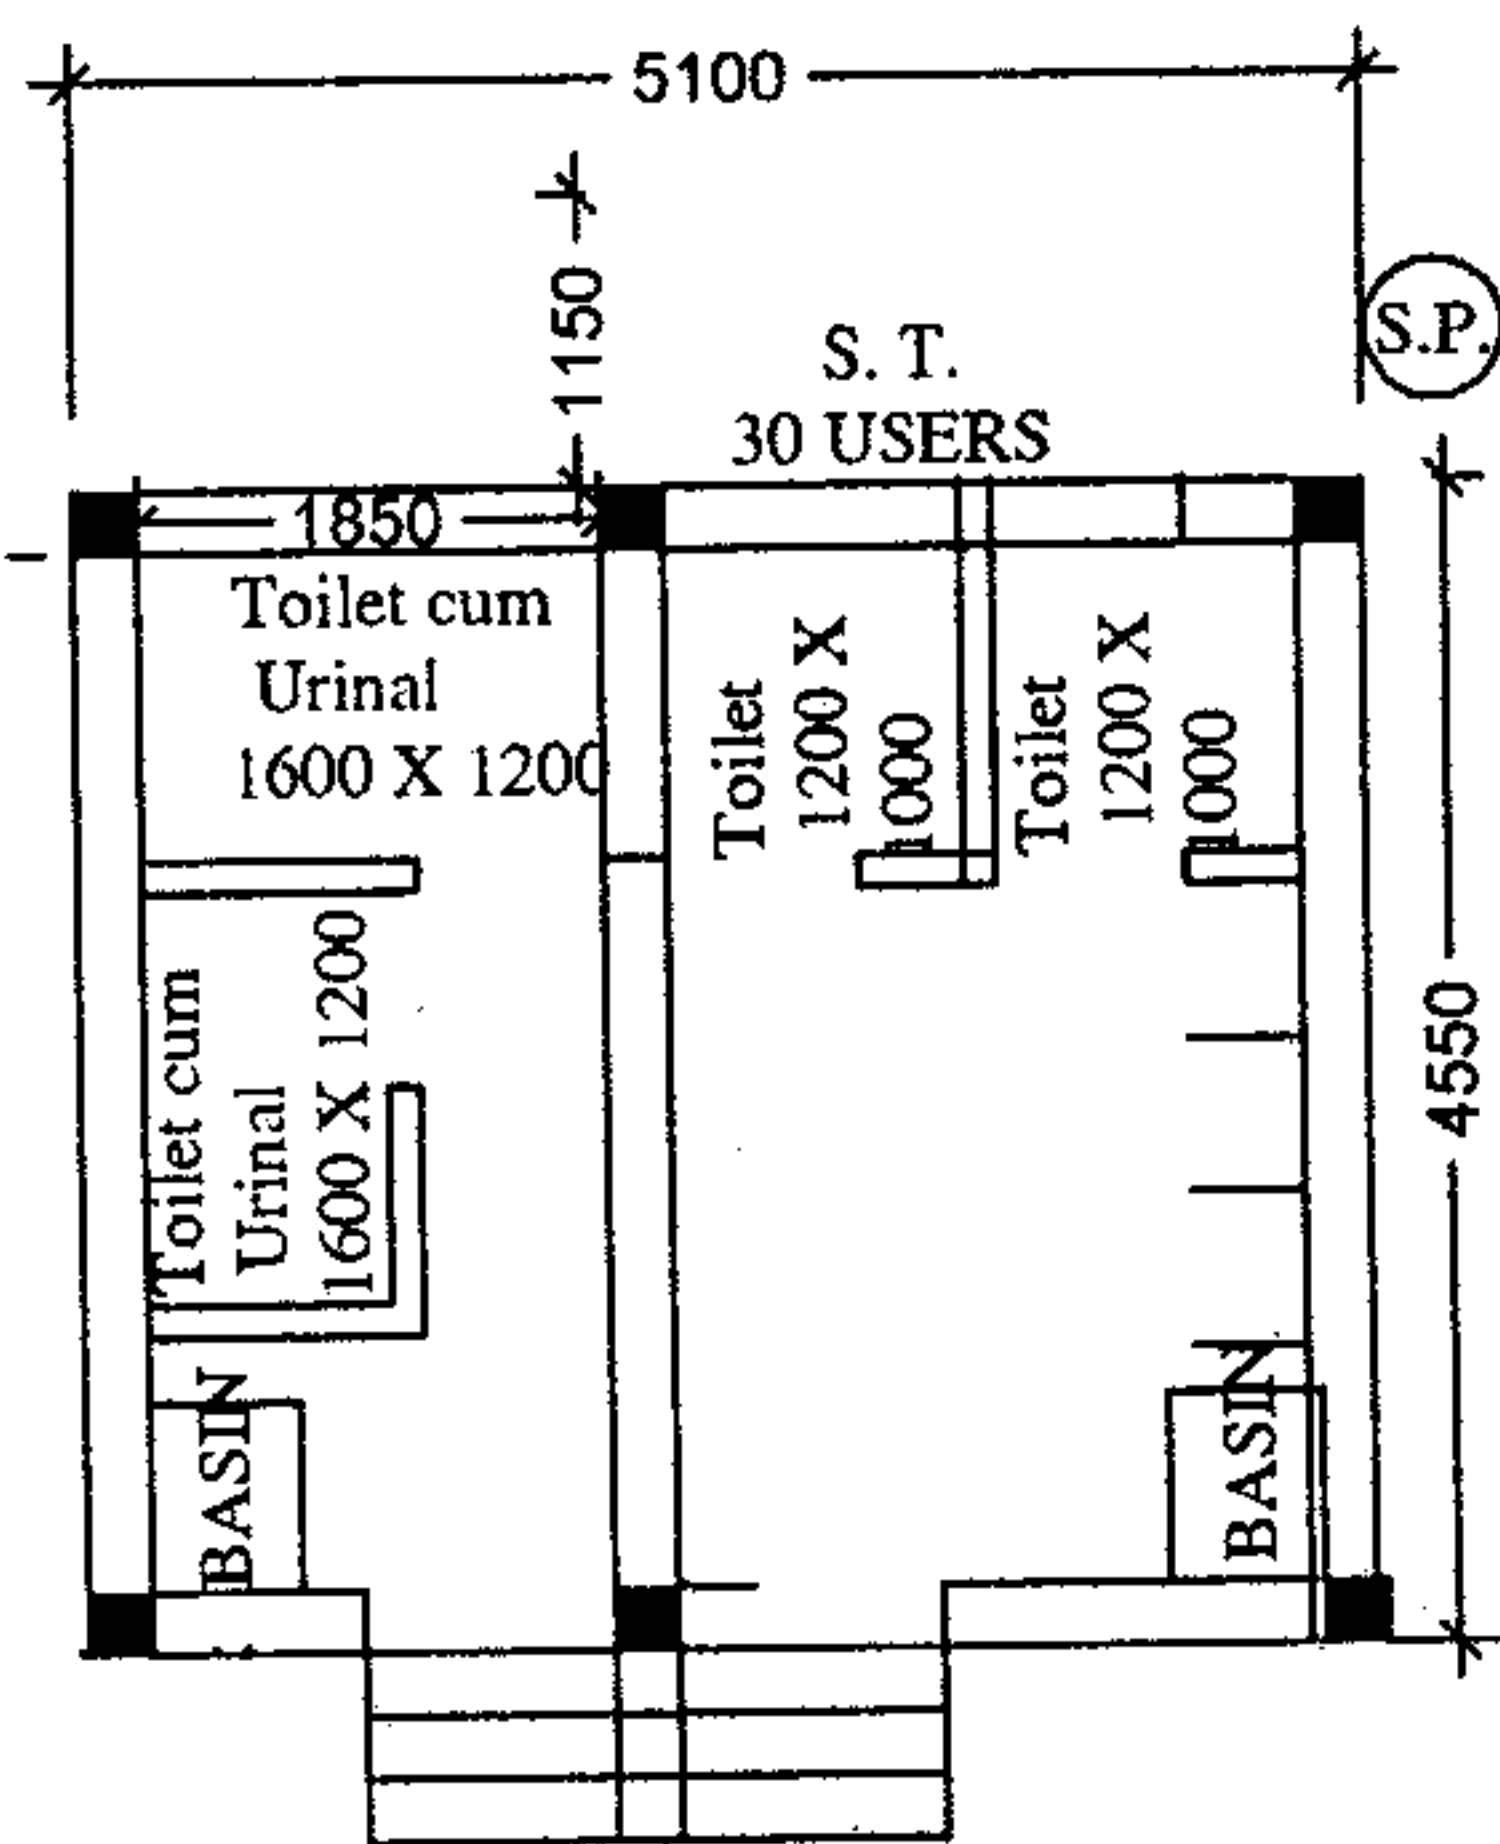 5100
1150
S. T.
30 USERS
S.P.
1850
Toilet cum
Urinal
1600 X 1200
Toilet
1200 X
1000
Toilet
1200 X
1000
Toilet cum
Urinal
1600 X 1200
4550
BASIN
BASIN